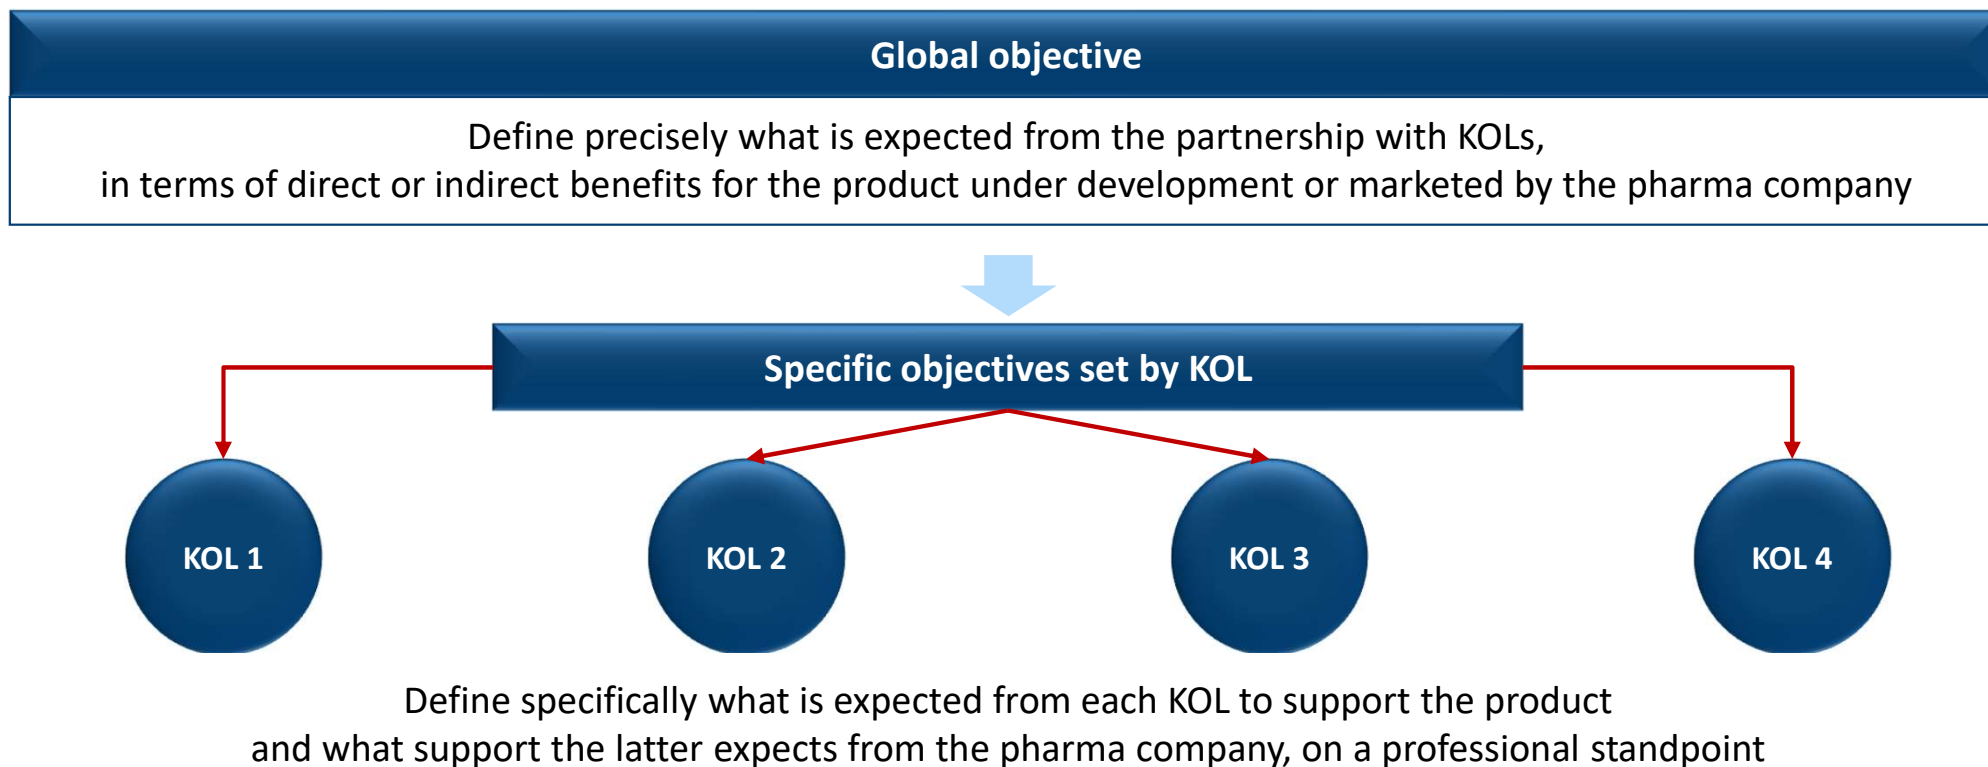 Global objective
Define precisely what is expected from the partnership with KOLs,
in terms of direct or indirect benefits for the product under development or marketed by the pharma company
Specific objectives set by KOL
KOL 1
KOL 2
KOL 3
KOL 4
Define specifically what is expected from each KOL to support the product
and what support the latter expects from the pharma company, on a professional standpoint